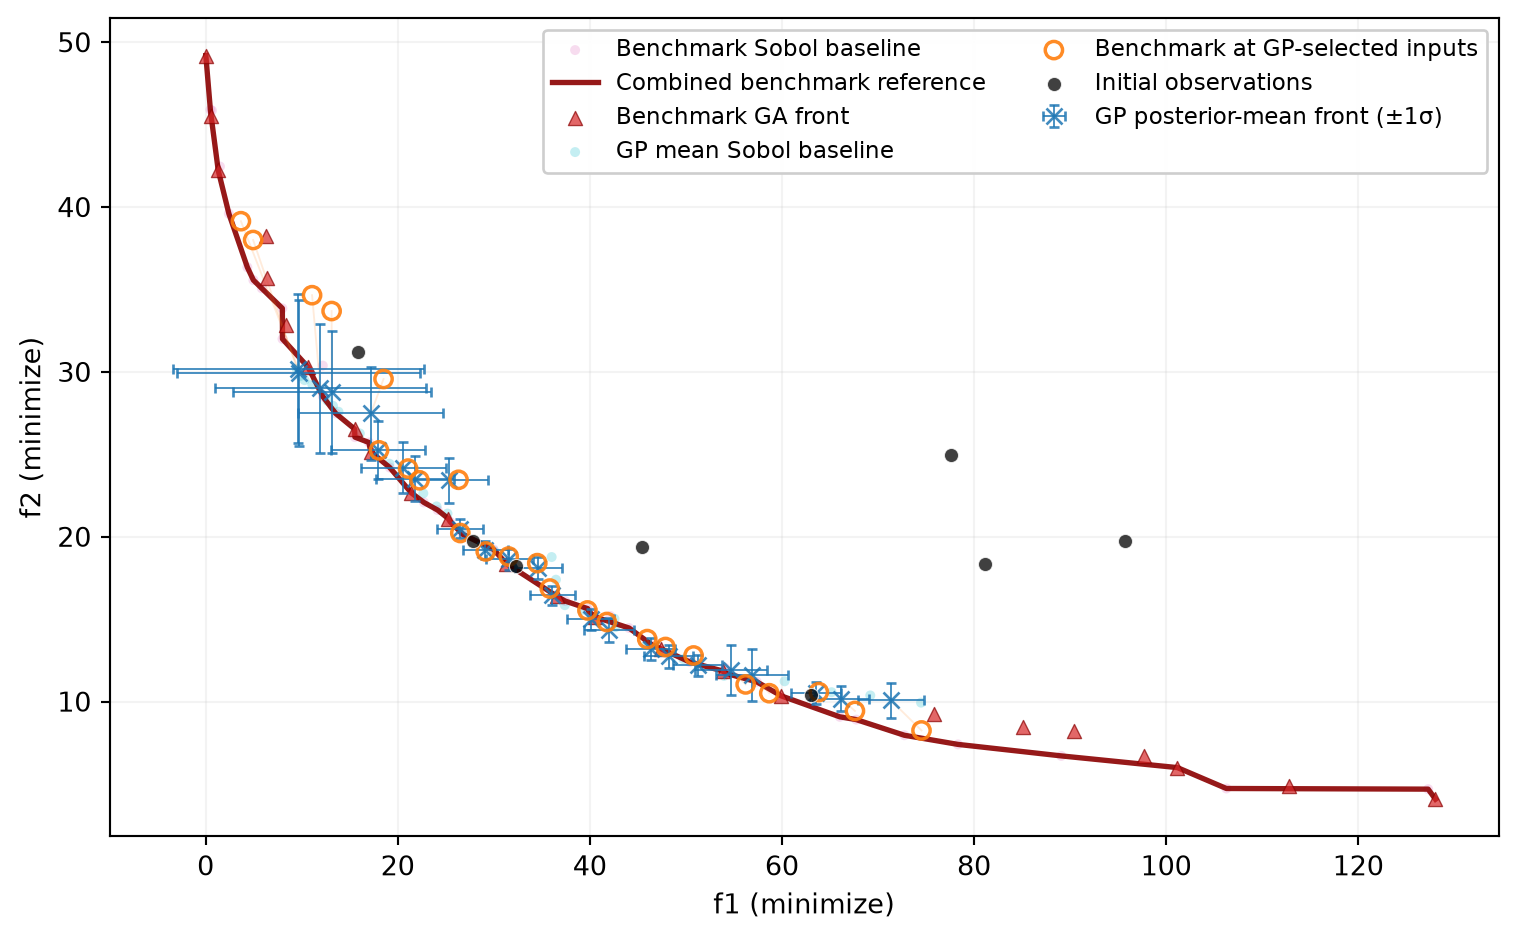 Benchmark Sobol baseline
Combined benchmark reference
Benchmark GA front
GP mean Sobol baseline
Benchmark at GP-selected inputs
Initial observations
GP posterior-mean front (±1σ)
f2 (minimize)
50
40
30
20
10
0 20 40 60 80 100 120
f1 (minimize)